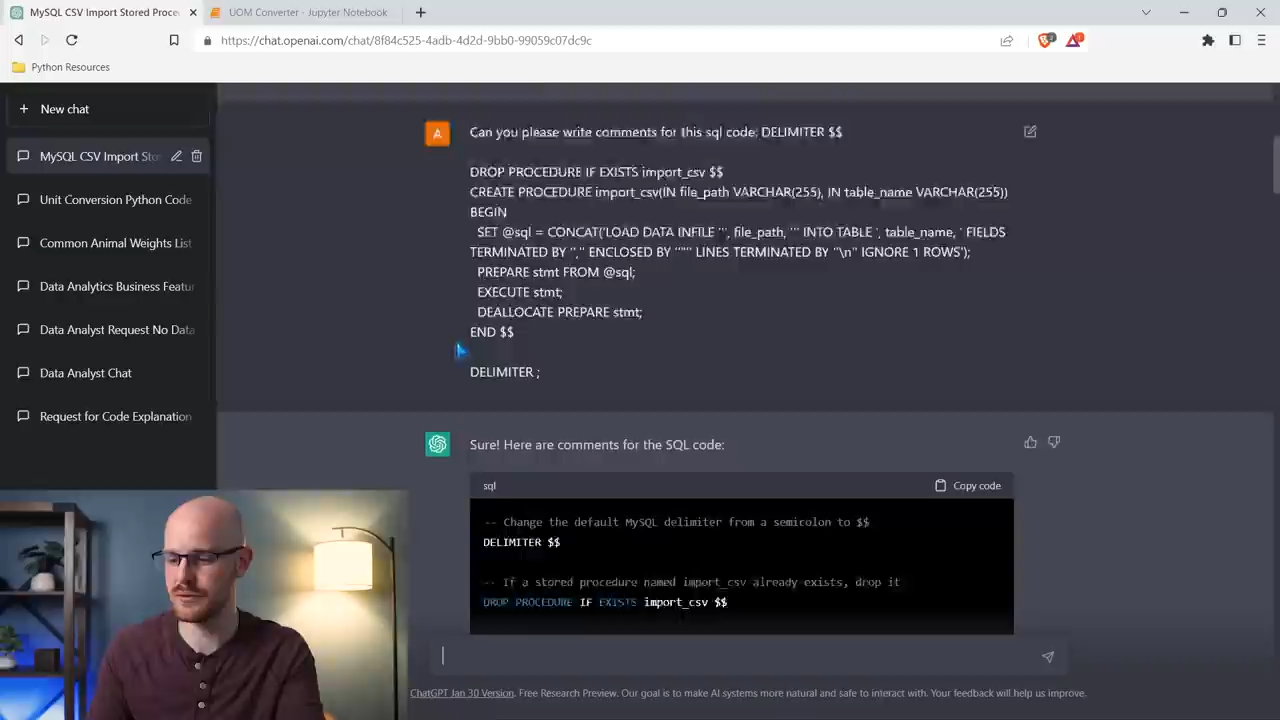 MySQL CSV Import Stored Proce
UOM Converter - Jupyter Notebook
https://chat.openai.com/chat/8f84c525-4adb-4d2d-9bb0-99059c07dc9c
Python Resources
New chat
MySQL CSV Import Sto
Unit Conversion Python Code
Common Animal Weights List
Data Analytics Business Featur
Data Analyst Request No Data
Data Analyst Chat
Request for Code Explanation
Can you please write comments for this sql code: DELIMITER $$
DROP PROCEDURE IF EXISTS import_csv $$
CREATE PROCEDURE import_csv(IN file_path VARCHAR(255), IN table_name VARCHAR(255))
BEGIN
SET @sql = CONCAT('LOAD DATA INFILE "', file_path, '" INTO TABLE ', table_name, ' FIELDS
TERMINATED BY "," ENCLOSED BY """ LINES TERMINATED BY "\n" IGNORE 1 ROWS');
PREPARE stmt FROM @sql;
EXECUTE stmt;
DEALLOCATE PREPARE stmt;
END $$
DELIMITER ;
Sure! Here are comments for the SQL code:
sql
Copy code
-- Change the default MySQL delimiter from a semicolon to $$
DELIMITER $$
-- If a stored procedure named import_csv already exists, drop it
DROP PROCEDURE IF EXISTS import_csv $$
ChatGPT Jan 30 Version. Free Research Preview. Our goal is to make AI systems more natural and safe to interact with. Your feedback will help us improve.